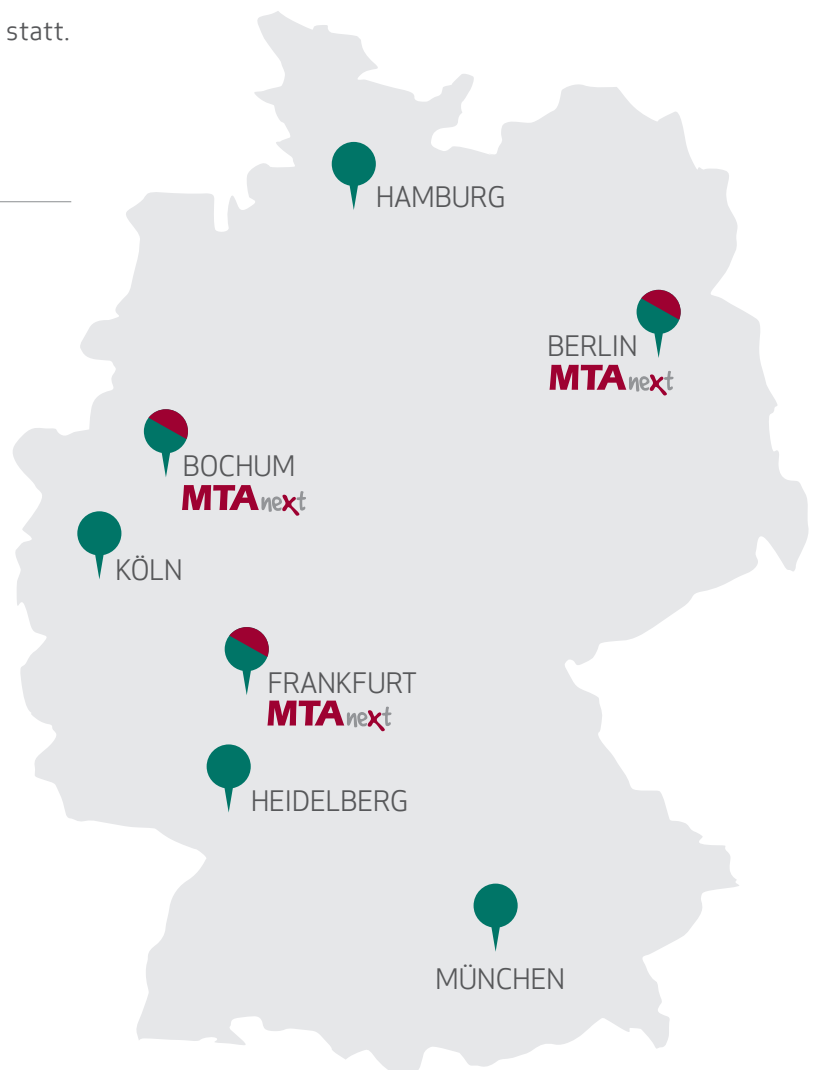 statt.
HAMBURG
BERLIN
MTAnext
BOCHUM
MTAnext
KÖLN
FRANKFURT
MTAnext
HEIDELBERG
MÜNCHEN